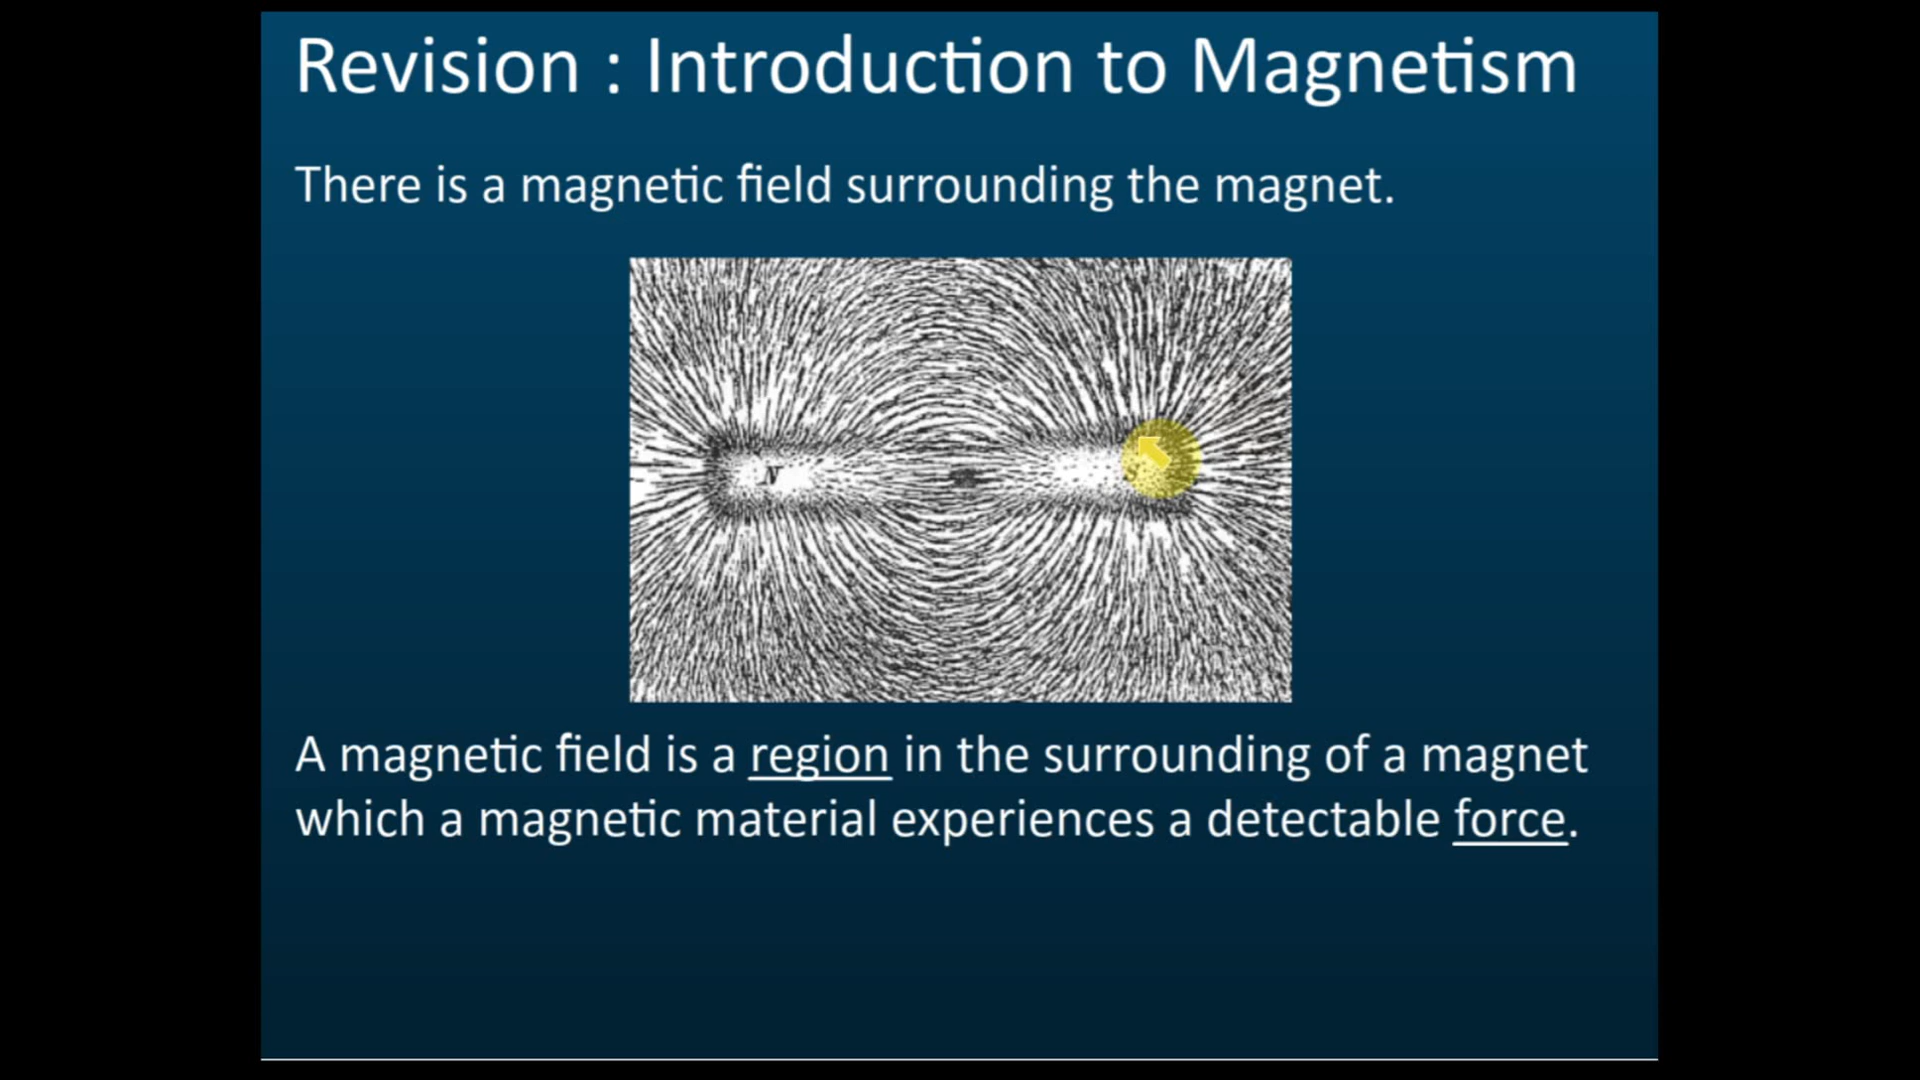 Revision : Introduction to Magnetism
There is a magnetic field surrounding the magnet.
N
S
A magnetic field is a region in the surrounding of a magnet
which a magnetic material experiences a detectable force.